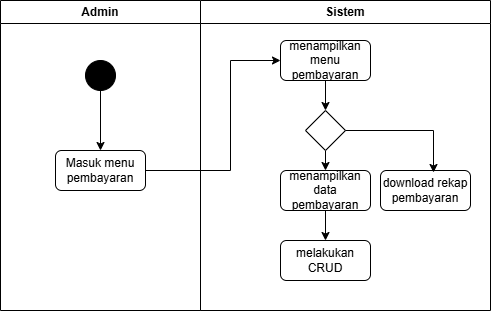 Admin
Sistem
menampilkan
menu
pembayaran
Masuk menu
pembayaran
menampilkan
data
pembayaran
download rekap
pembayaran
melakukan
CRUD